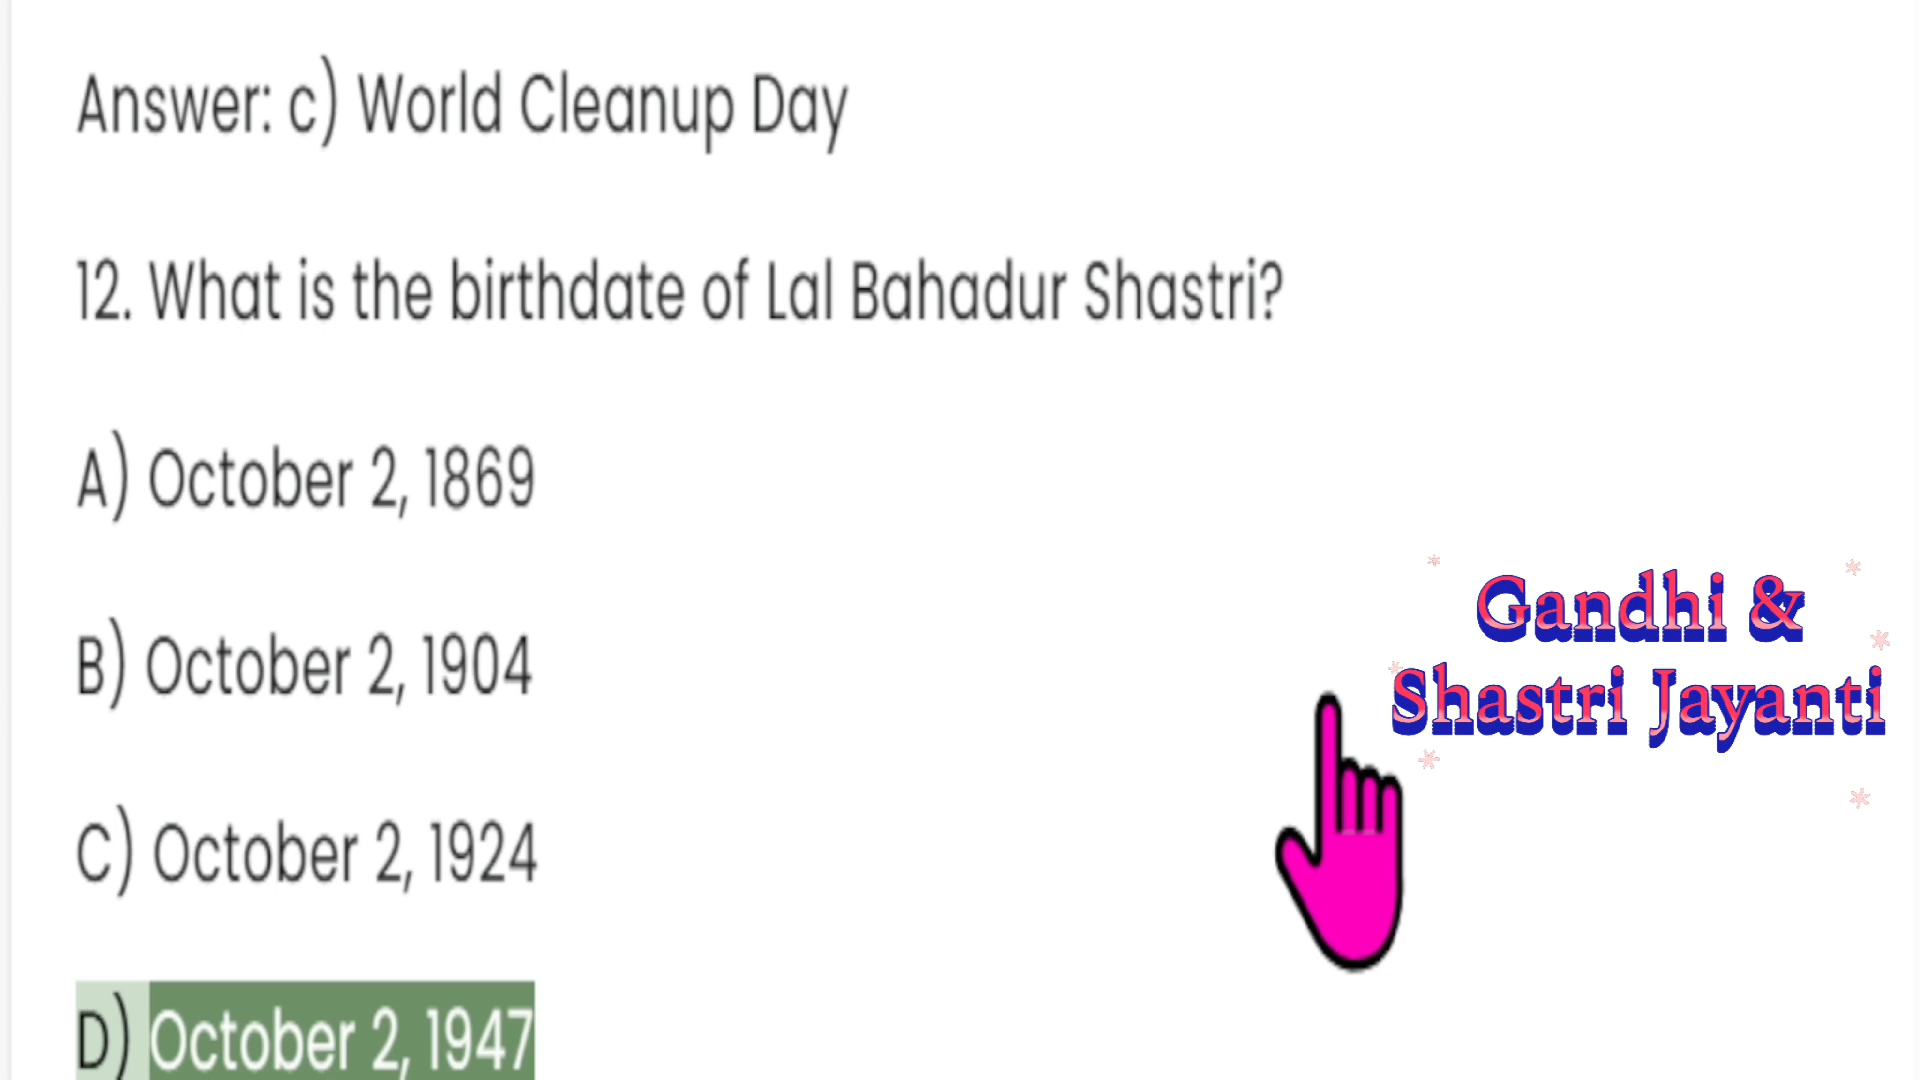 Answer: c) World Cleanup Day
12. What is the birthdate of Lal Bahadur Shastri?
A) October 2, 1869
B) October 2, 1904
C) October 2, 1924
D) October 2, 1947
Gandhi &
Shastri Jayanti